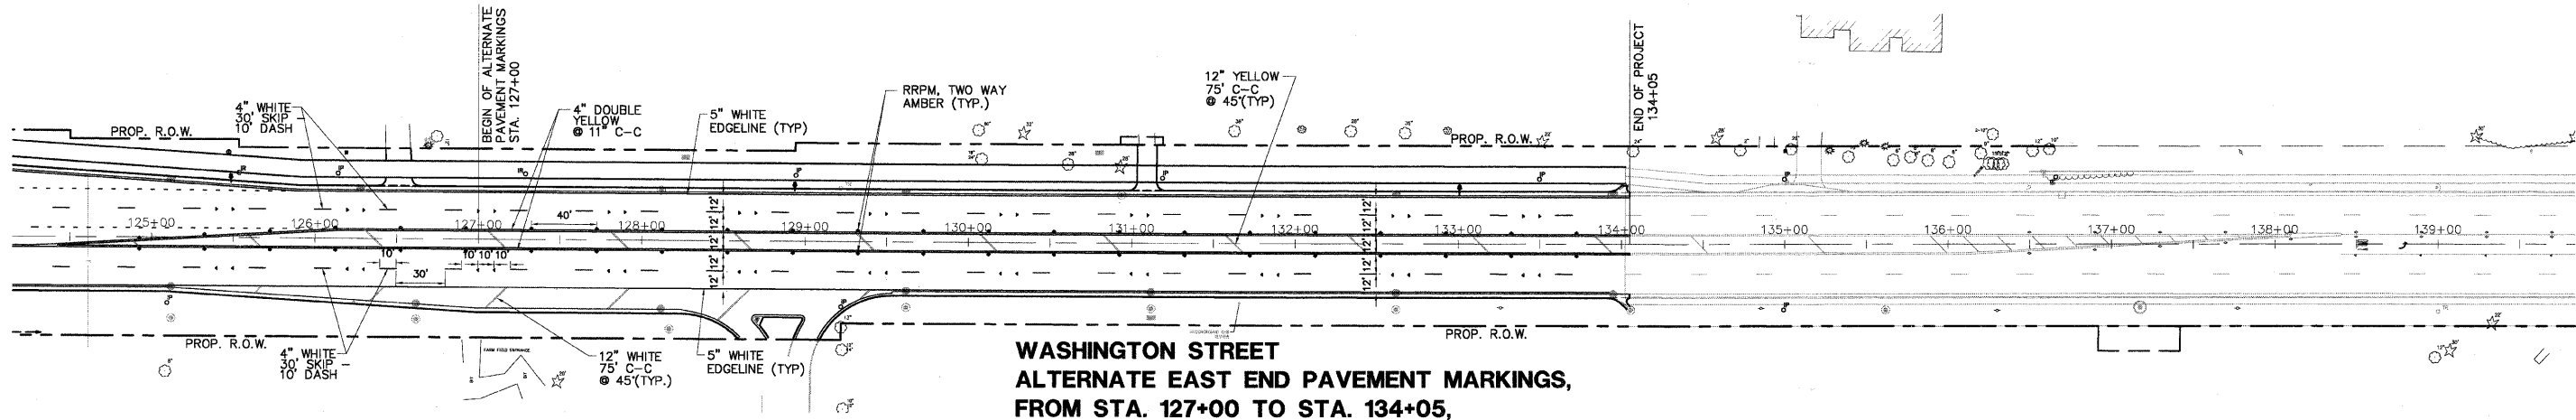 BEGIN OF ALTERNATE
PAVEMENT MARKINGS
STA. 127+00
END OF PROJECT
134+05
4" WHITE
30' SKIP -
10' DASH
4" DOUBLE
YELLOW
@ 11" C-C
5" WHITE
EDGELINE (TYP)
RRPM, TWO WAY
AMBER (TYP.)
12" YELLOW
75' C-C
@ 45°(TYP)
PROP. R.O.W.
PROP. R.O.W.
40'
12' 12' 12' 12' 12'
12' 12' 12' 12' 12'
125+00 126+00 127+00 128+00 129+00 130+00 131+00 132+00 133+00 134+00 135+00 136+00 137+00 138+00 139+00
10'
30'
10' 10' 10'
PROP. R.O.W.
4" WHITE
30' SKIP -
10' DASH
FARM FIELD ENTRANCE
12" WHITE
75' C-C
@ 45°(TYP.)
5" WHITE
EDGELINE (TYP)
PROP. R.O.W.
WASHINGTON STREET
ALTERNATE EAST END PAVEMENT MARKINGS,
FROM STA. 127+00 TO STA. 134+05,